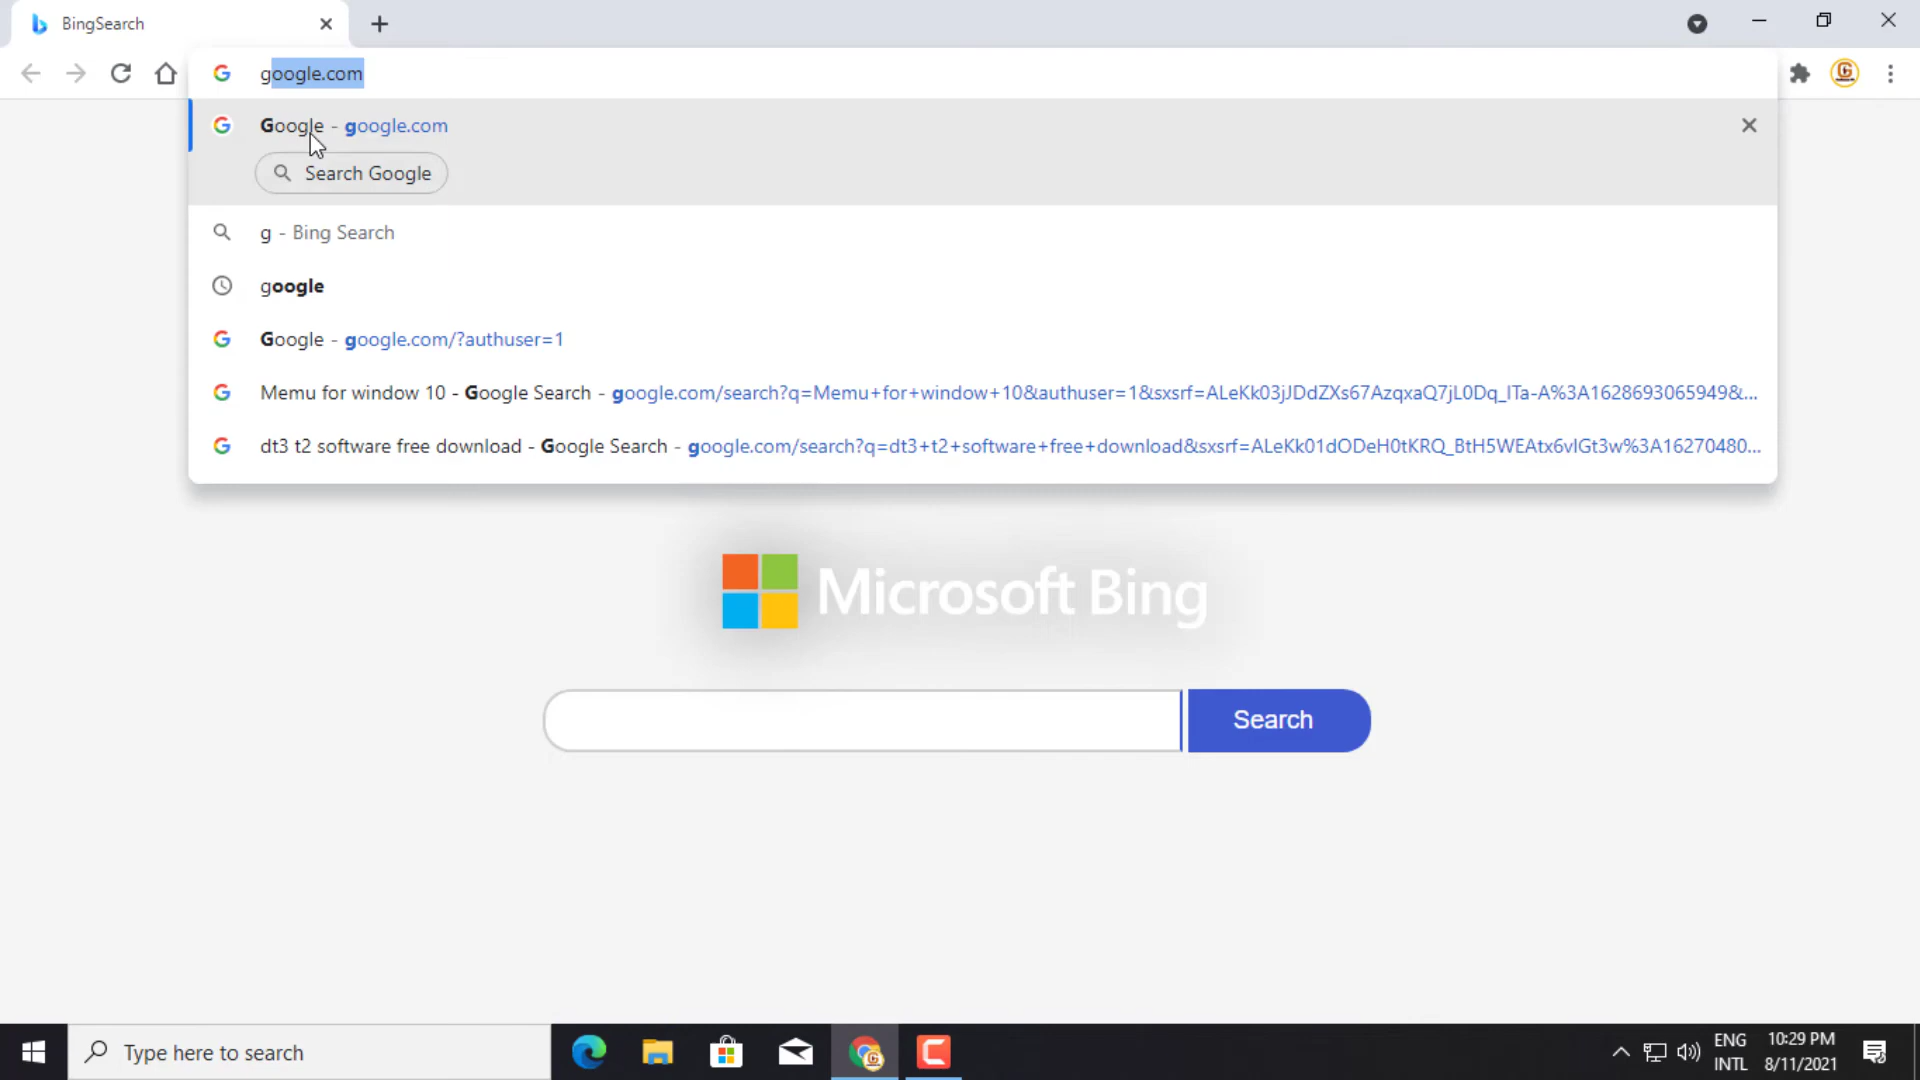 BingSearch
google.com
Google - google.com
Search Google
g - Bing Search
google
Google - google.com/?authuser=1
Memu for window 10 - Google Search - google.com/search?q=Memu+for+window+10&authuser=1&sxsrf=ALeKk03jJDdZXs67AzqxaQ7jL0Dq_lTa-A%3A1628693065949&...
dt3 t2 software free download - Google Search - google.com/search?q=dt3+t2+software+free+download&sxsrf=ALeKk01dODeH0tKRQ_BtH5WEAtx6vlGt3w%3A16270480...
Microsoft Bing
Search
Type here to search
ENG
INTL
10:29 PM
8/11/2021